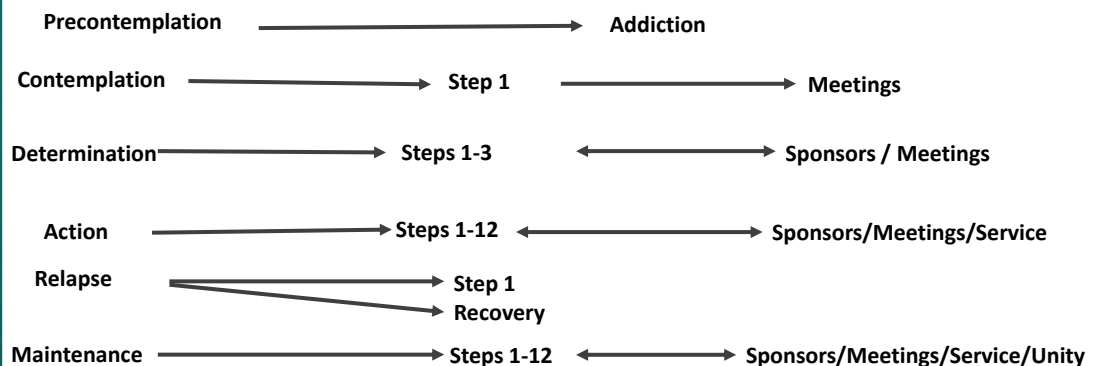 Precontemplation Addiction
Contemplation Step 1 Meetings
Determination Steps 1-3 Sponsors / Meetings
Action Steps 1-12 Sponsors/Meetings/Service
Relapse Step 1
Recovery
Maintenance Steps 1-12 Sponsors/Meetings/Service/Unity